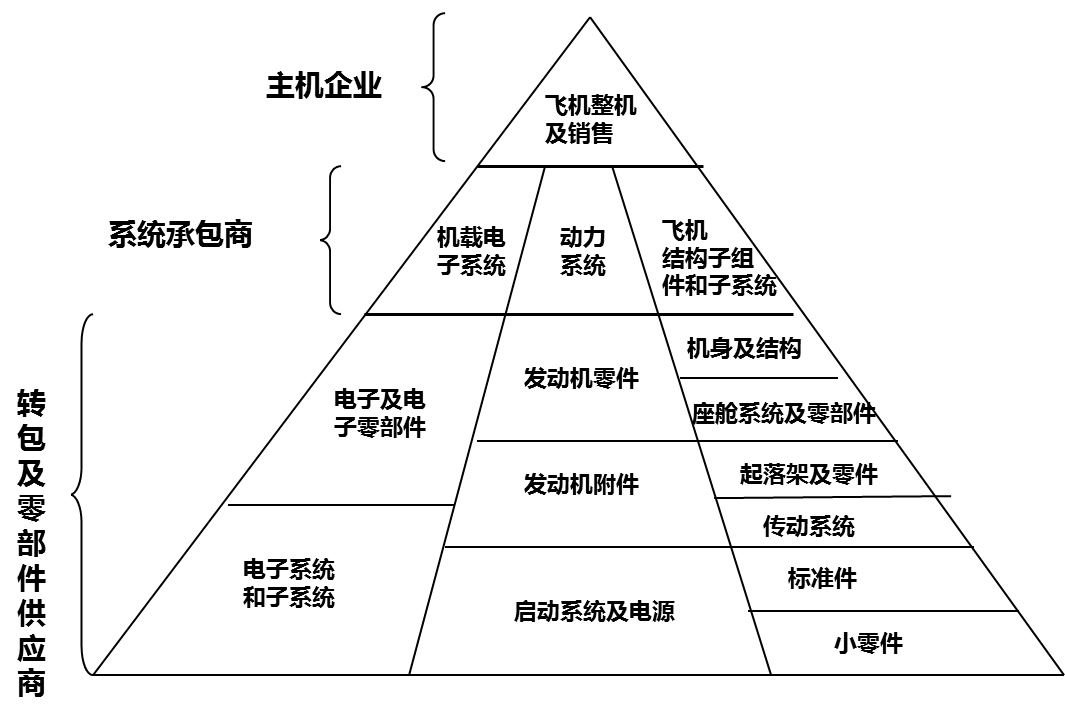 主机企业
飞机整机
及销售
系统承包商
机载电
子系统
动力
系统
飞机
结构子组
件和子系统
转包及零部件供应商
电子及电
子零部件
电子系统
和子系统
发动机零件
发动机附件
启动系统及电源
机身及结构
座舱系统及零部件
起落架及零件
传动系统
标准件
小零件